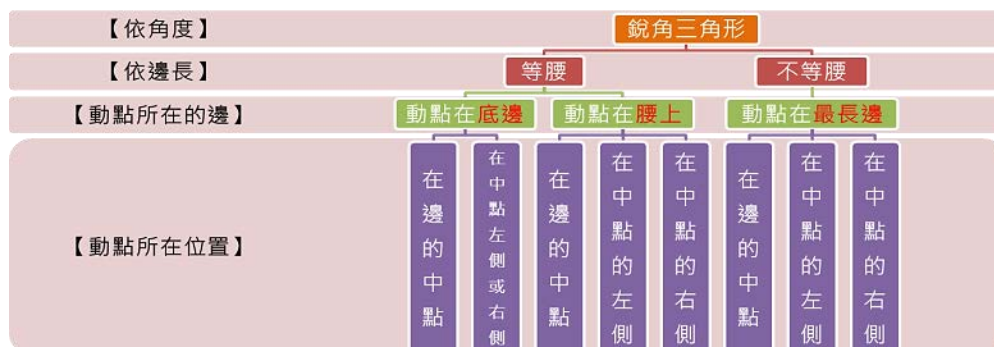 【依角度】
銳角三角形
【依邊長】
等腰
不等腰
【動點所在的邊】
動點在底邊
動點在腰上
動點在最長邊
【動點所在位置】
在邊的中點
在中點左側或右側
在邊的中點
在中點的左側
在中點的右側
在邊的中點
在中點的左側
在中點的右側